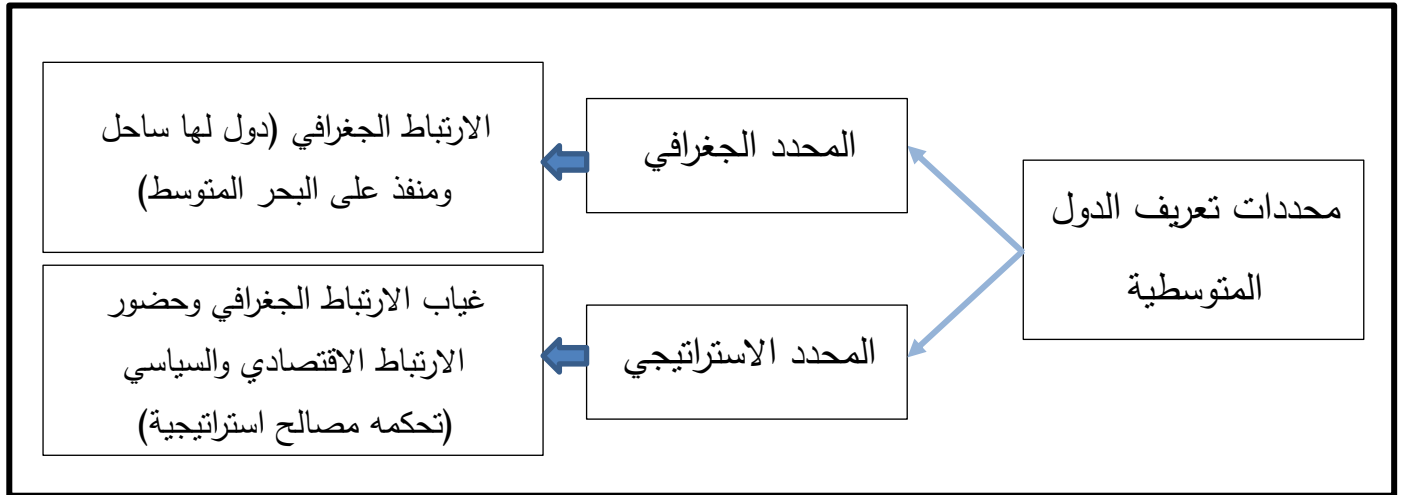 محددات تعريف الدول
المتوسطية
المحدد الجغرافي
الارتباط الجغرافي (دول لها ساحل
ومنفذ على البحر المتوسط)
المحدد الاستراتيجي
غياب الارتباط الجغرافي وحضور
الارتباط الاقتصادي والسياسي
(تحكمه مصالح استراتيجية)